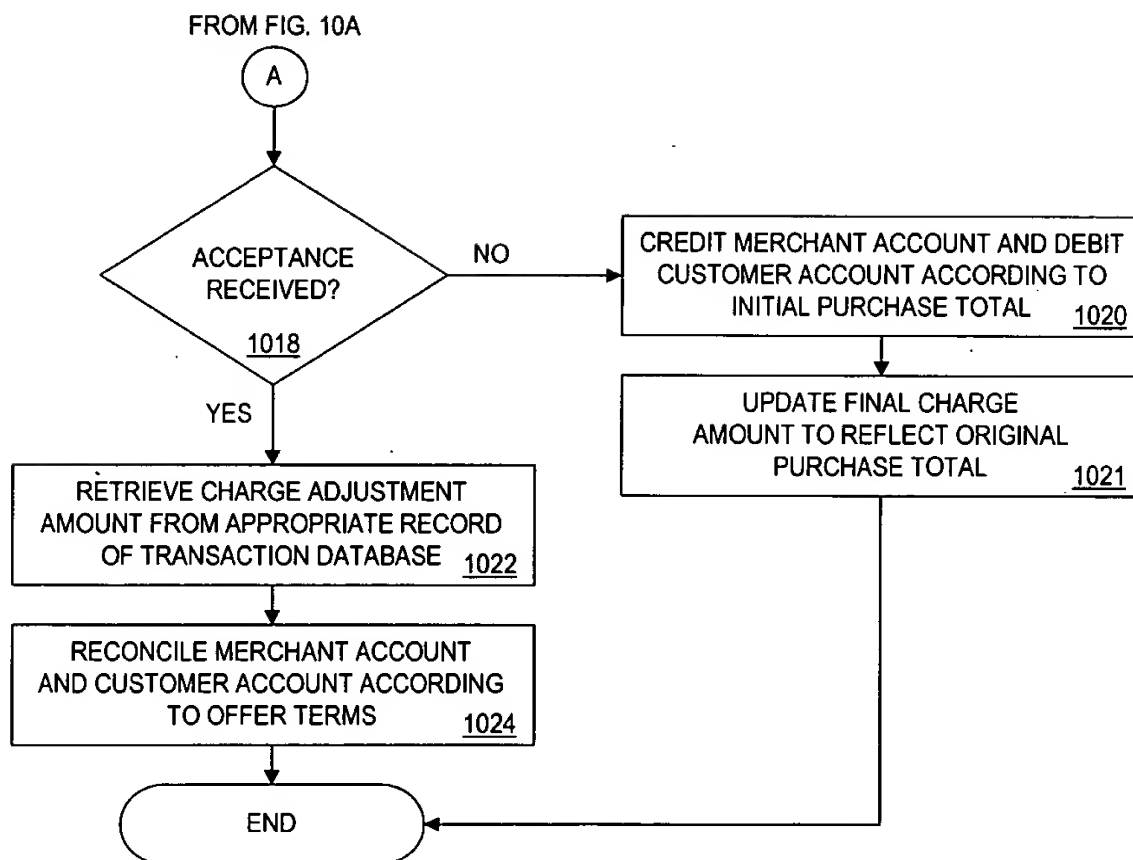 FROM FIG. 10A
A
ACCEPTANCE
RECEIVED?
1018
NO
YES
CREDIT MERCHANT ACCOUNT AND DEBIT
CUSTOMER ACCOUNT ACCORDING TO
INITIAL PURCHASE TOTAL
1020
UPDATE FINAL CHARGE
AMOUNT TO REFLECT ORIGINAL
PURCHASE TOTAL
1021
RETRIEVE CHARGE ADJUSTMENT
AMOUNT FROM APPROPRIATE RECORD
OF TRANSACTION DATABASE
1022
RECONCILE MERCHANT ACCOUNT
AND CUSTOMER ACCOUNT ACCORDING
TO OFFER TERMS
1024
END